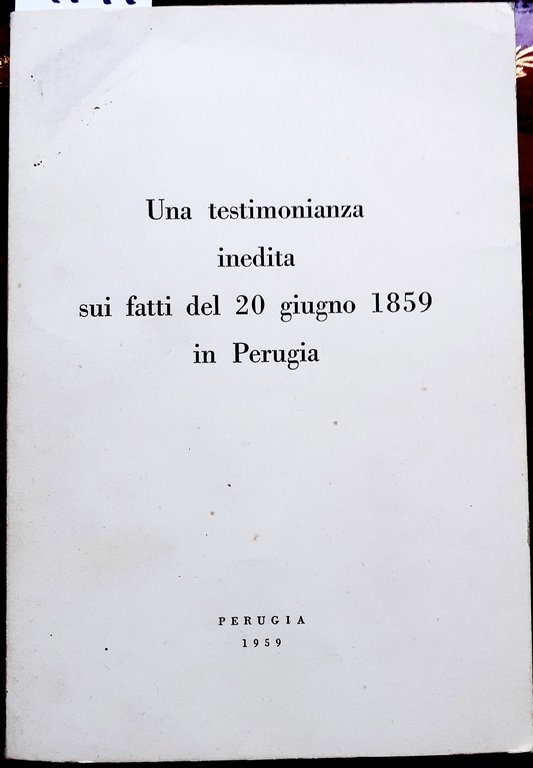 Una testimonianza
inedita
sui fatti del 20 giugno 1859
in Perugia
PERUGIA
1959